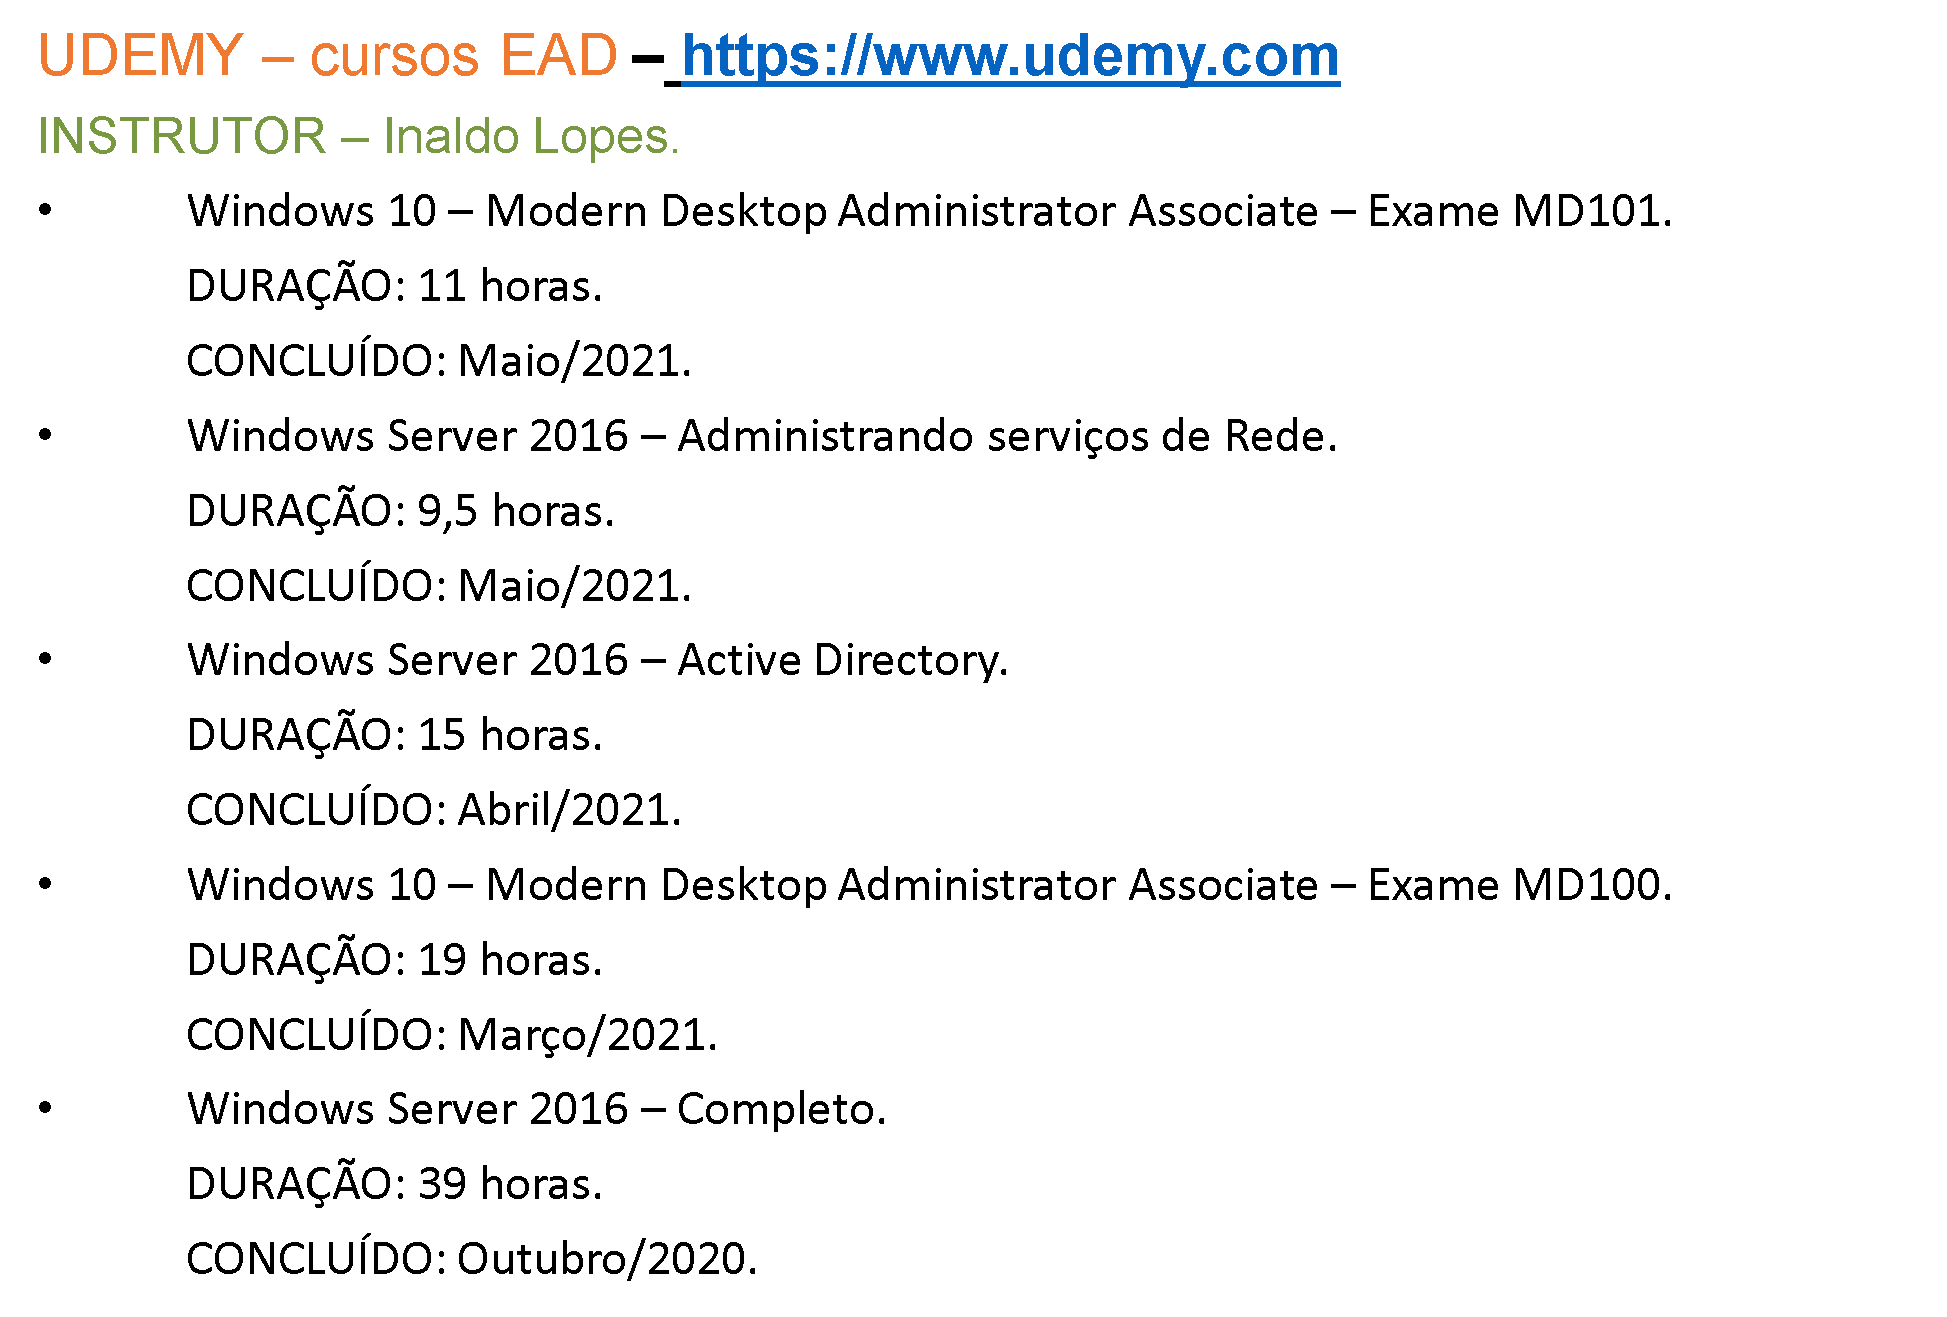 UDEMY – cursos EAD – https://www.udemy.com
INSTRUTOR – Inaldo Lopes.
• Windows 10 – Modern Desktop Administrator Associate – Exame MD101.
DURAÇÃO: 11 horas.
CONCLUÍDO: Maio/2021.
• Windows Server 2016 – Administrando serviços de Rede.
DURAÇÃO: 9,5 horas.
CONCLUÍDO: Maio/2021.
• Windows Server 2016 – Active Directory.
DURAÇÃO: 15 horas.
CONCLUÍDO: Abril/2021.
• Windows 10 – Modern Desktop Administrator Associate – Exame MD100.
DURAÇÃO: 19 horas.
CONCLUÍDO: Março/2021.
• Windows Server 2016 – Completo.
DURAÇÃO: 39 horas.
CONCLUÍDO: Outubro/2020.